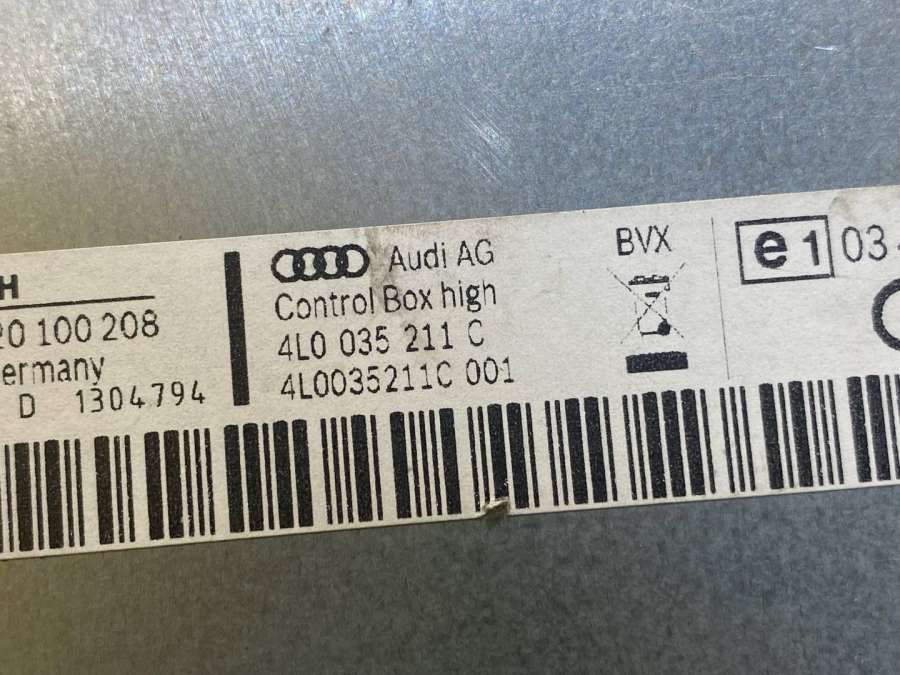 H
20 100 208
ermany
D 1304794
Audi AG
Control Box high
4L0 035 211 C
4L0035211C 001
BVX
e1 03